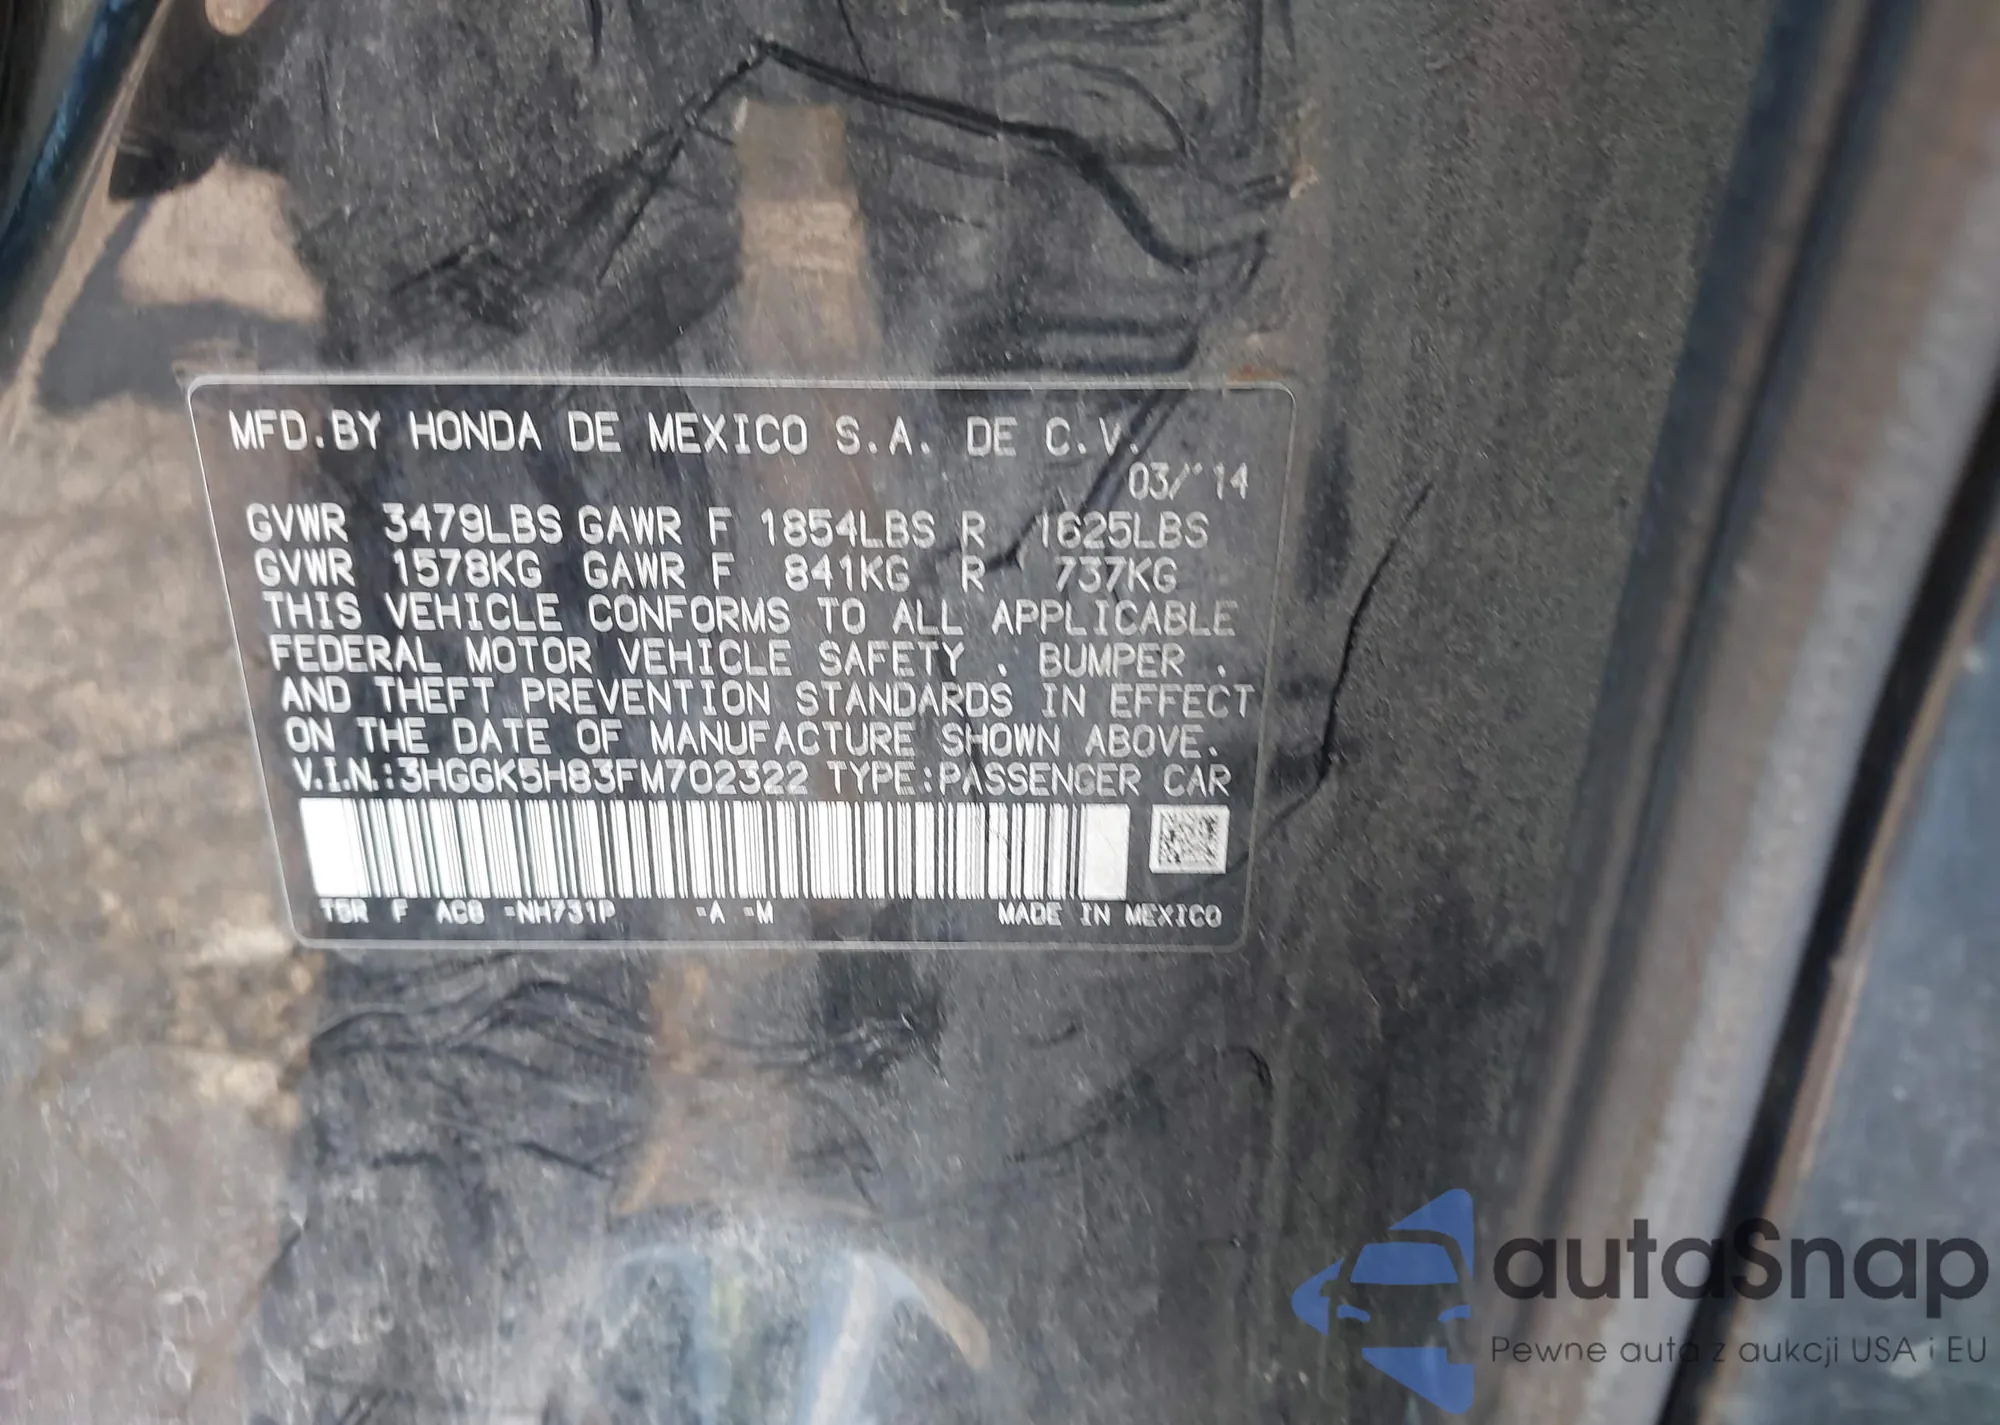 MFD.BY HONDA DE MEXICO S.A. DE C.V.
03/'14
GVWR 3479LBS GAWR F 1854LBS R 1625LBS
GVWR 1578KG GAWR F 841KG R 737KG
THIS VEHICLE CONFORMS TO ALL APPLICABLE
FEDERAL MOTOR VEHICLE SAFETY , BUMPER ,
AND THEFT PREVENTION STANDARDS IN EFFECT
ON THE DATE OF MANUFACTURE SHOWN ABOVE.
V.I.N.:3HGGK5H83FM702322 TYPE:PASSENGER CAR
T5R F AC8 =NH731P =A =M MADE IN MEXICO
autaSnap
Pewne auta z aukcji USA i EU